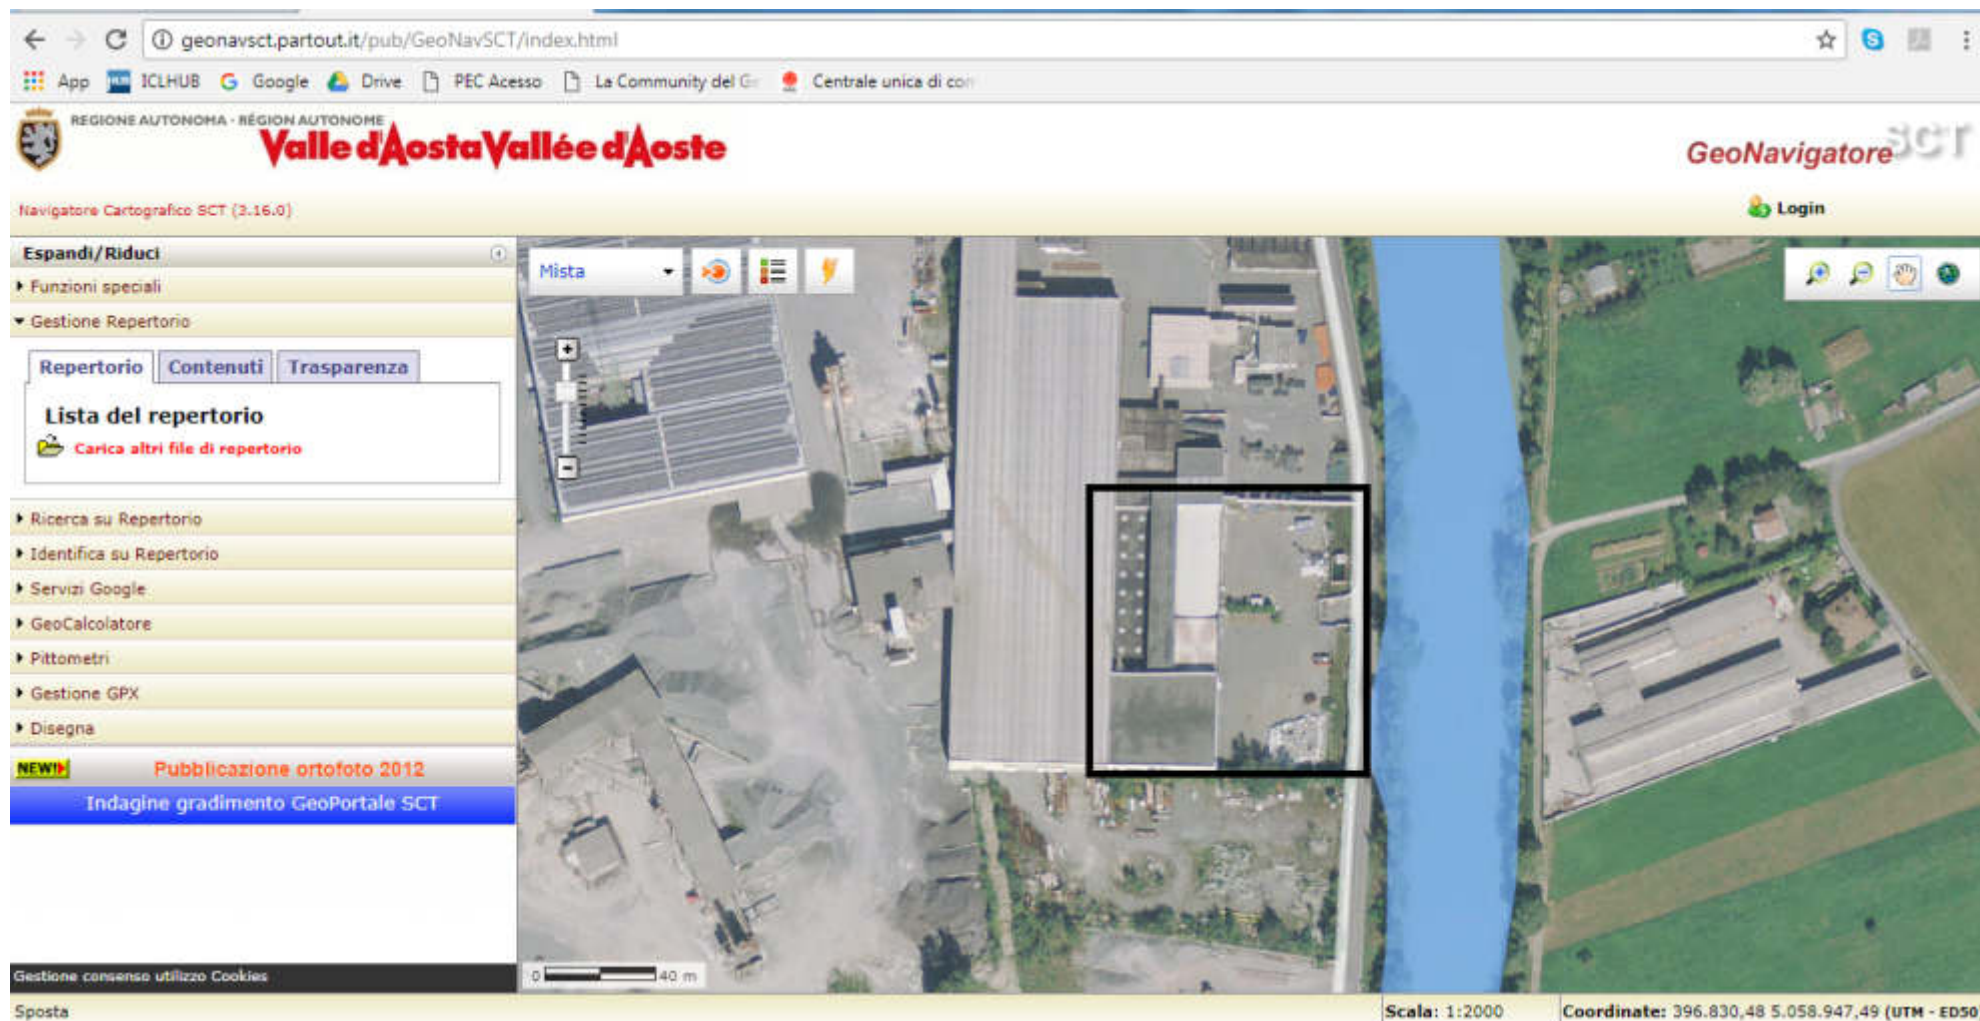 geonavsct.partout.it/pub/GeoNavSCT/index.html
App ICLHUB Google Drive PEC Acesso La Community del G Centrale unica di con
REGIONE AUTONOMA - RÉGION AUTONOME
Valle d'Aosta Vallée d'Aoste
GeoNavigatore SCT
Navigatore Cartografico SCT (3.16.0)
Login
Espandi/Riduci
Funzioni speciali
Gestione Repertorio
Repertorio Contenuti Trasparenza
Lista del repertorio
Carica altri file di repertorio
Ricerca su Repertorio
Identifica su Repertorio
Servizi Google
GeoCalcolatore
Pittometri
Gestione GPX
Disegna
NEW!! Pubblicazione ortofoto 2012
Indagine gradimento GeoPortale SCT
Gestione consenso utilizzo Cookies
Mista
0 40 m
Sposta
Scala: 1:2000
Coordinate: 396.830,48 5.058.947,49 (UTM - ED50